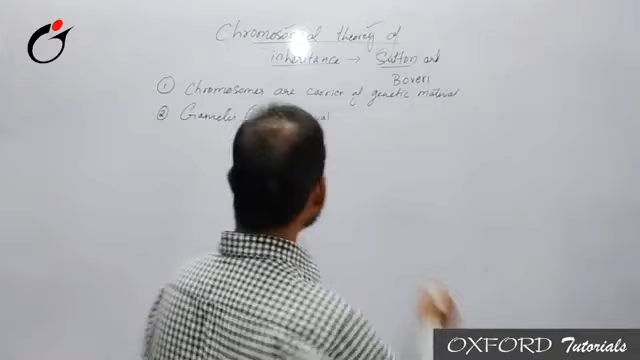 Chromosomal theory of
inheritance → Sutton and
Boveri
① Chromosomes are carrier of genetic material
② Gametes
OXFORD Tutorials